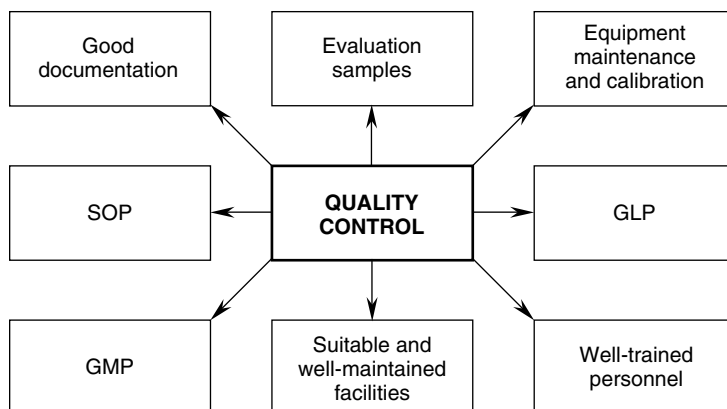 Good
documentation
Evaluation
samples
Equipment
maintenance
and calibration
SOP
QUALITY
CONTROL
GLP
GMP
Suitable and
well-maintained
facilities
Well-trained
personnel